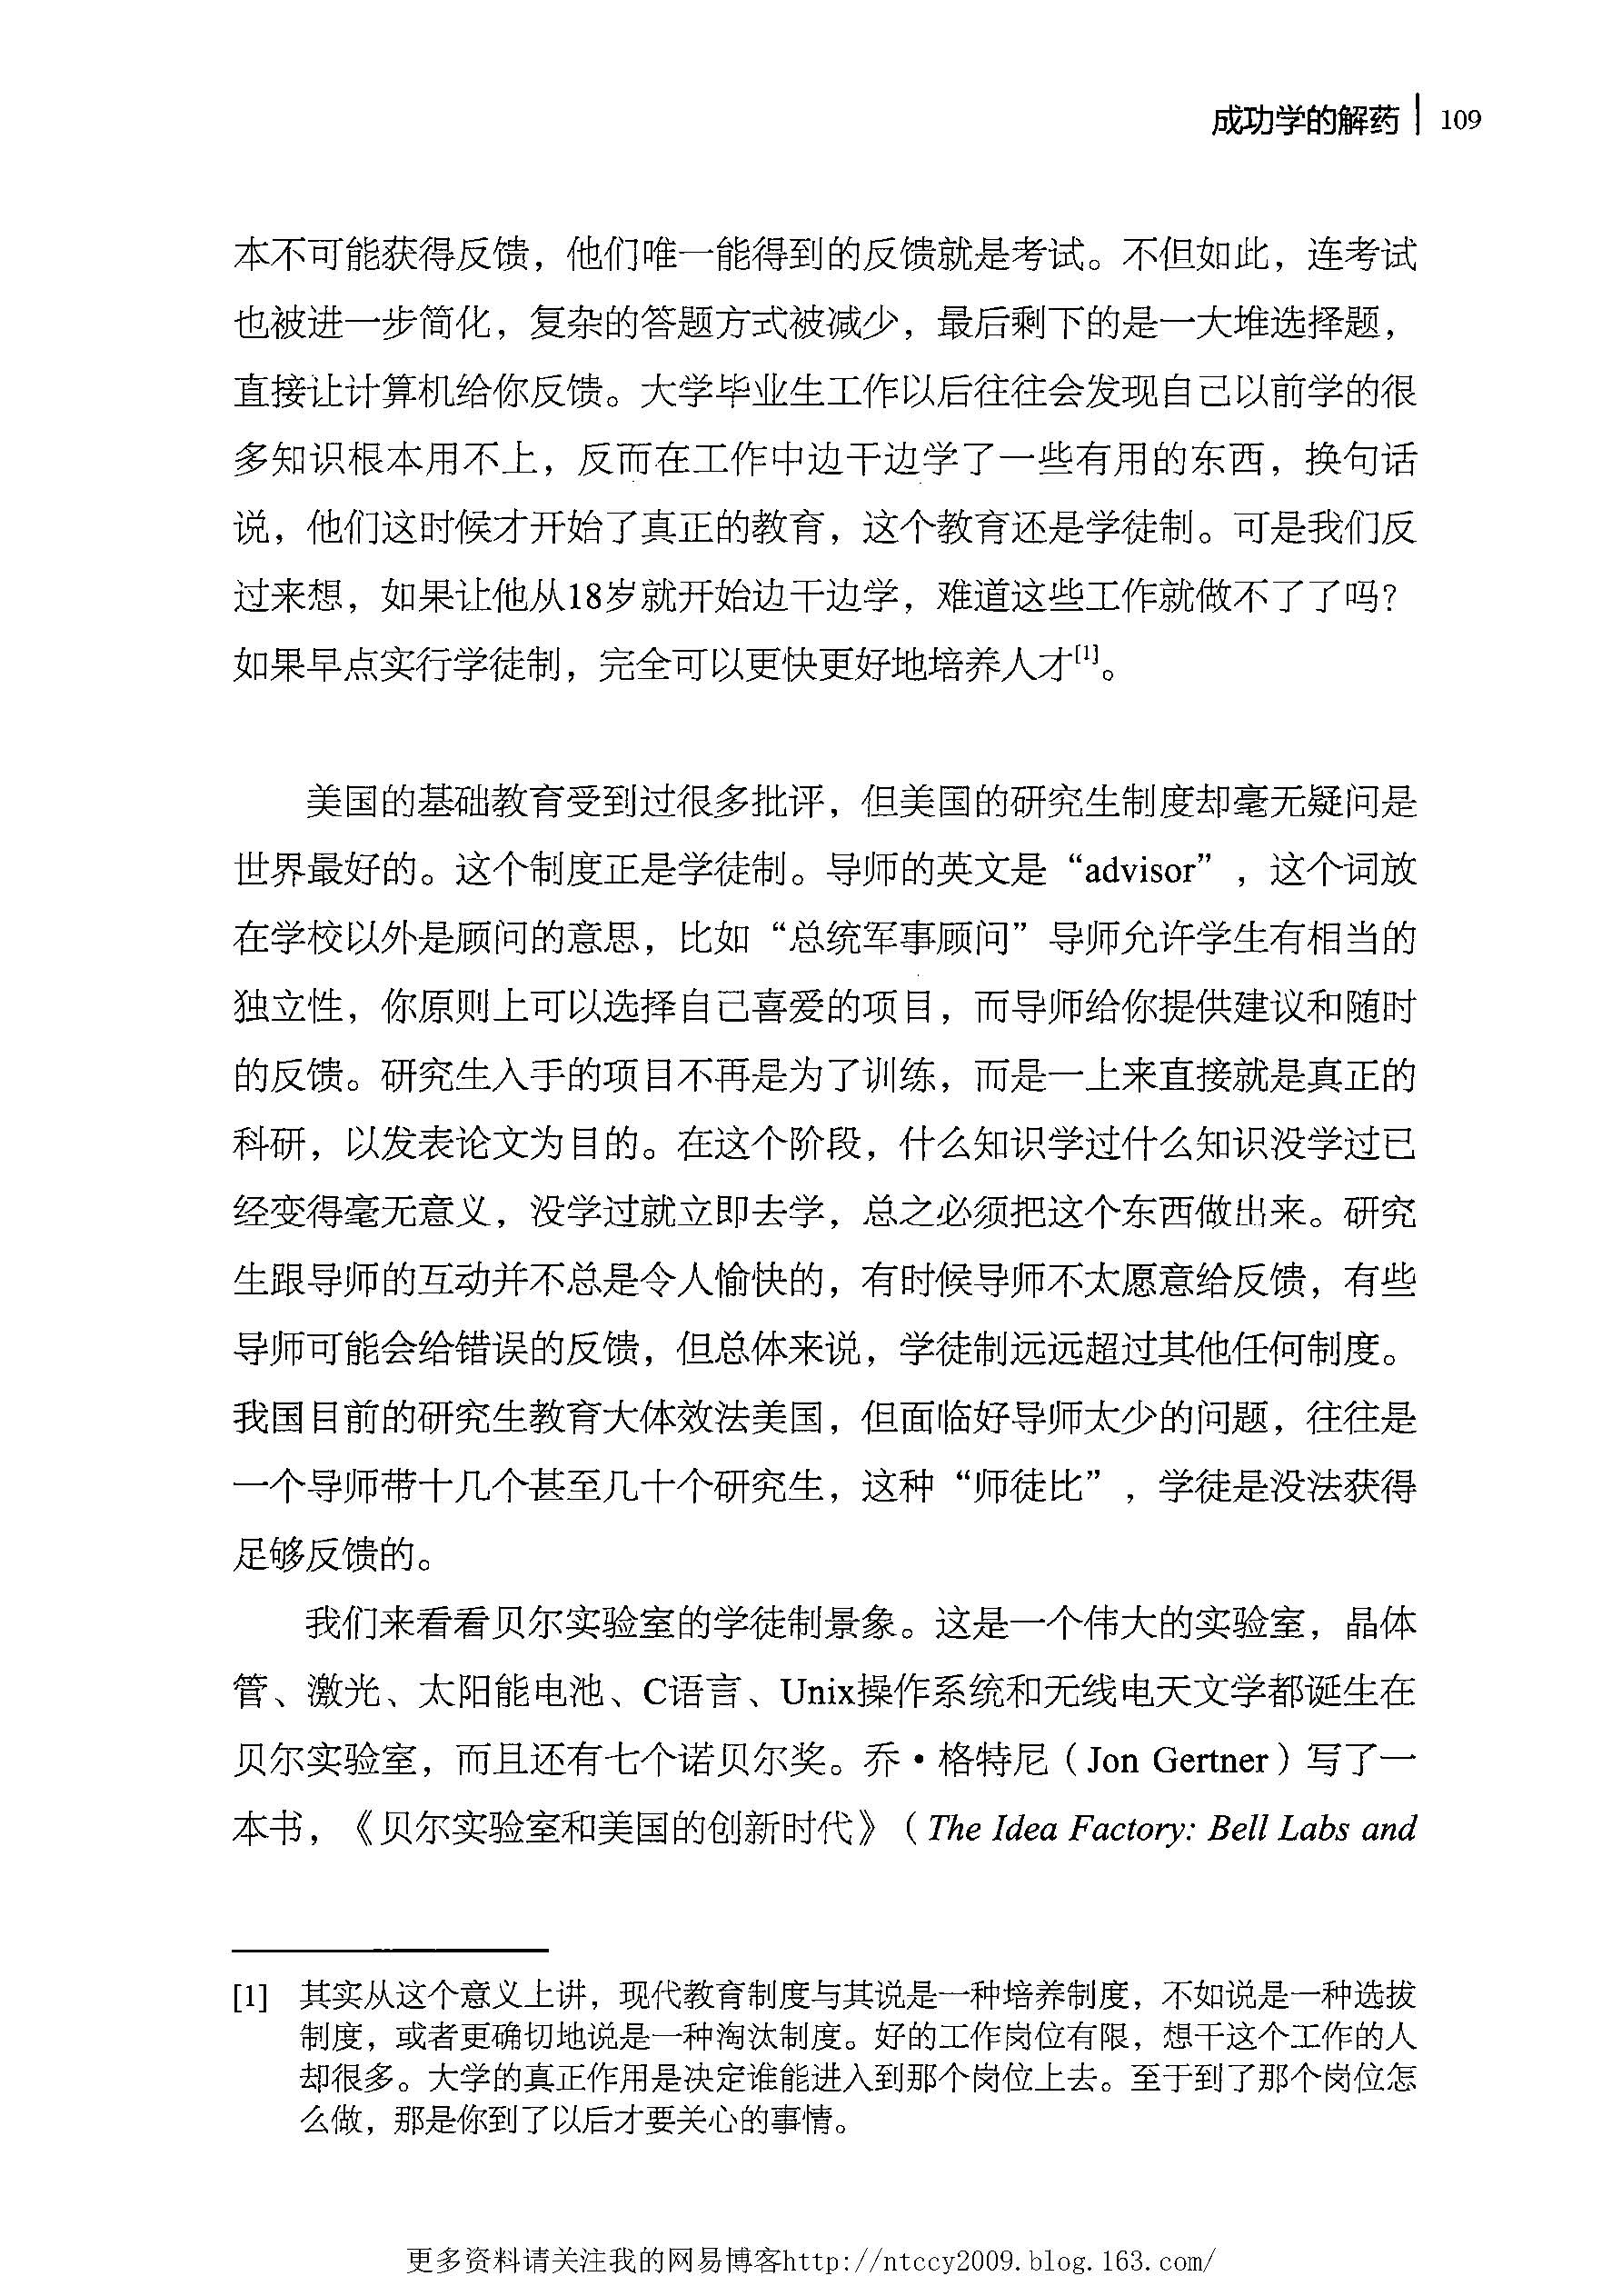 成功学的解药 | 109
本不可能获得反馈，他们唯一能得到的反馈就是考试。不但如此，连考试
也被进一步简化，复杂的答题方式被减少，最后剩下的是一大堆选择题，
直接让计算机给你反馈。大学毕业生工作以后往往会发现自己以前学的很
多知识根本用不上，反而在工作中边干边学了一些有用的东西，换句话
说，他们这时候才开始了真正的教育，这个教育还是学徒制。可是我们反
过来想，如果让他从18岁就开始边干边学，难道这些工作就做不了了吗？
如果早点实行学徒制，完全可以更快更好地培养人才[1]。
美国的基础教育受到过很多批评，但美国的研究生制度却毫无疑问是
世界最好的。这个制度正是学徒制。导师的英文是“advisor”，这个词放
在学校以外是顾问的意思，比如“总统军事顾问”导师允许学生有相当的
独立性，你原则上可以选择自己喜爱的项目，而导师给你提供建议和随时
的反馈。研究生入手的项目不再是为了训练，而是一上来直接就是真正的
科研，以发表论文为目的。在这个阶段，什么知识学过什么知识没学过已
经变得毫无意义，没学过就立即去学，总之必须把这个东西做出来。研究
生跟导师的互动并不总是令人愉快的，有时候导师不太愿意给反馈，有些
导师可能会给错误的反馈，但总体来说，学徒制远远超过其他任何制度。
我国目前的研究生教育大体效法美国，但面临好导师太少的问题，往往是
一个导师带十几个甚至几十个研究生，这种“师徒比”，学徒是没法获得
足够反馈的。
我们来看看贝尔实验室的学徒制景象。这是一个伟大的实验室，晶体
管、激光、太阳能电池、C语言、Unix操作系统和无线电天文学都诞生在
贝尔实验室，而且还有七个诺贝尔奖。乔·格特尼（Jon Gertner）写了一
本书，《贝尔实验室和美国的创新时代》（The Idea Factory: Bell Labs and
[1] 其实从这个意义上讲，现代教育制度与其说是一种培养制度，不如说是一种选拔
制度，或者更确切地说是一种淘汰制度。好的工作岗位有限，想干这个工作的人
却很多。大学的真正作用是决定谁能进入到那个岗位上去。至于到了那个岗位怎
么做，那是你到了以后才要关心的事情。
更多资料请关注我的网易博客http://ntccy2009.blog.163.com/